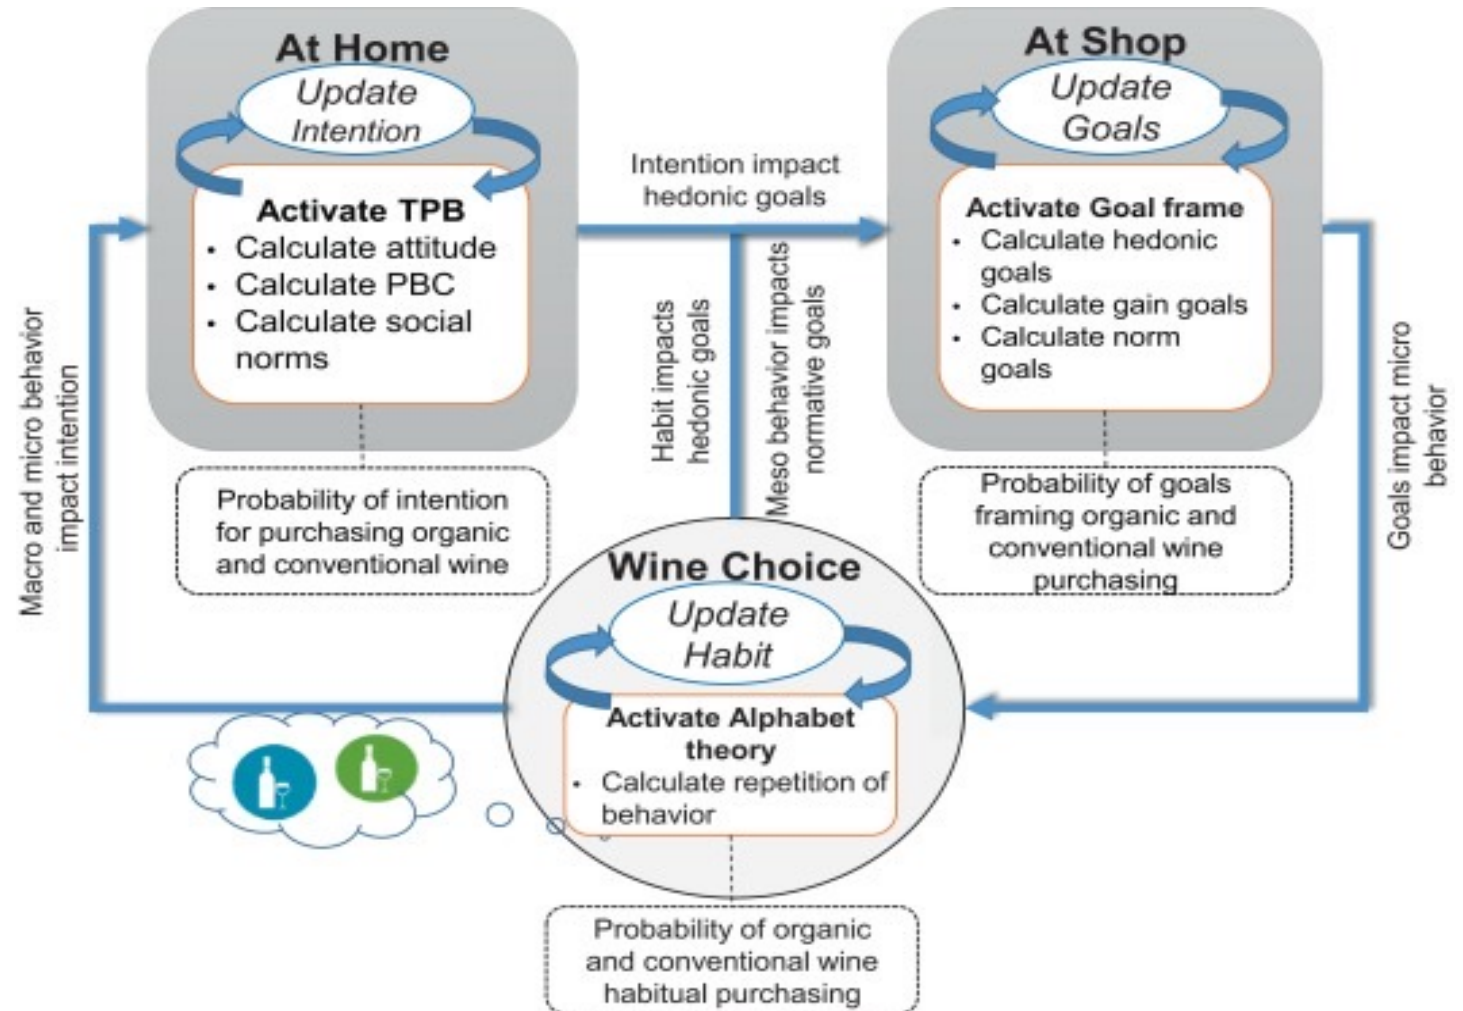 At Home
Update
Intention
Activate TPB
• Calculate attitude
• Calculate PBC
• Calculate social
norms
Probability of intention
for purchasing organic
and conventional wine
Macro and micro behavior
impact intention
Intention impact
hedonic goals
Habit impacts
hedonic goals
Meso behavior impacts
normative goals
At Shop
Update
Goals
Activate Goal frame
• Calculate hedonic
goals
• Calculate gain goals
• Calculate norm
goals
Probability of goals
framing organic and
conventional wine
purchasing
Goals impact micro
behavior
Wine Choice
Update
Habit
Activate Alphabet
theory
• Calculate repetition of
behavior
Probability of organic
and conventional wine
habitual purchasing